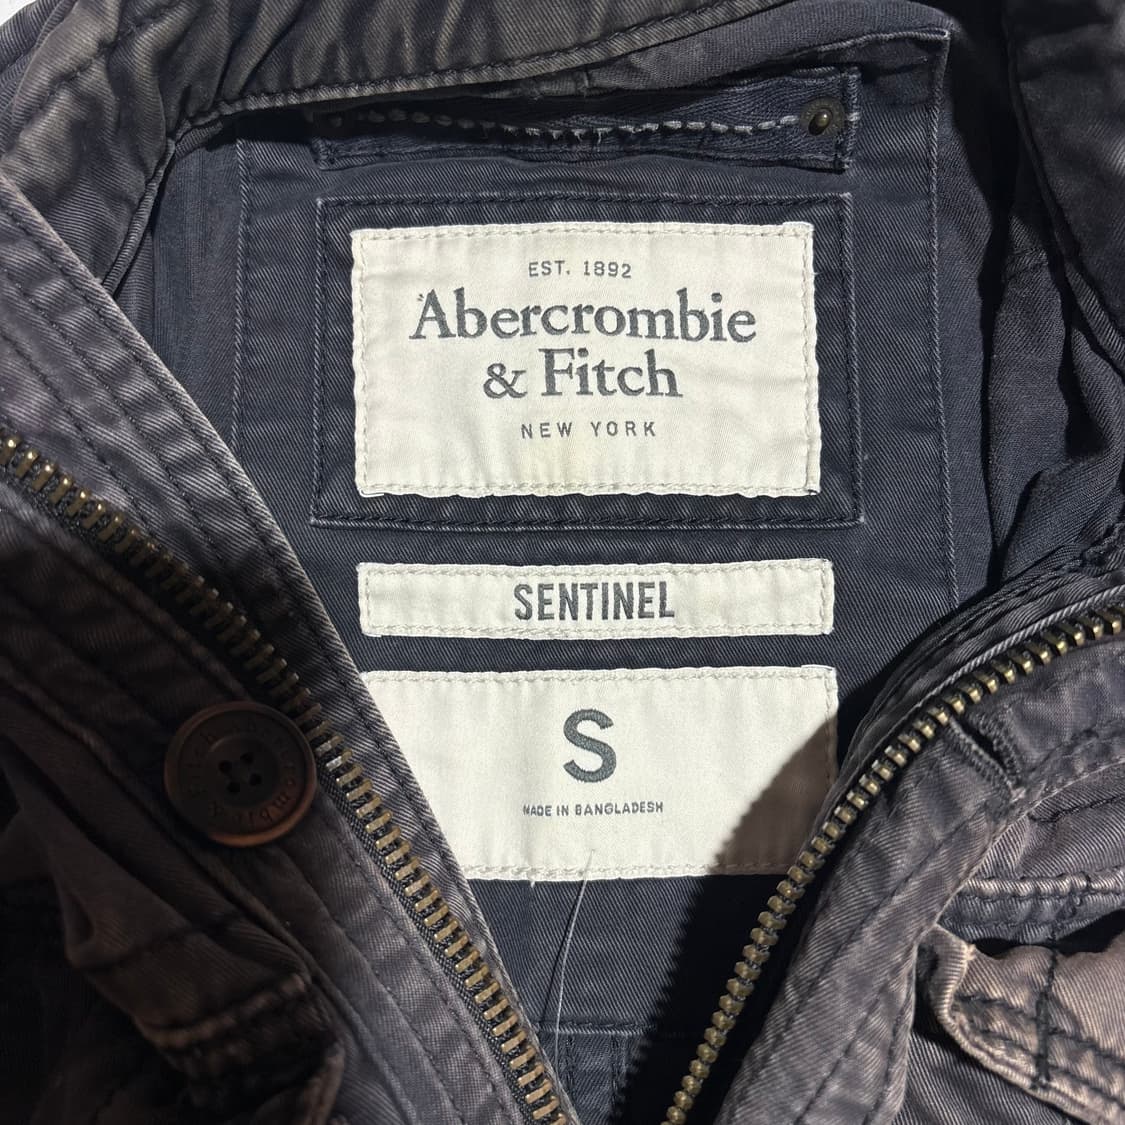 EST. 1892
Abercrombie
& Fitch
NEW YORK
SENTINEL
S
MADE IN BANGLADESH